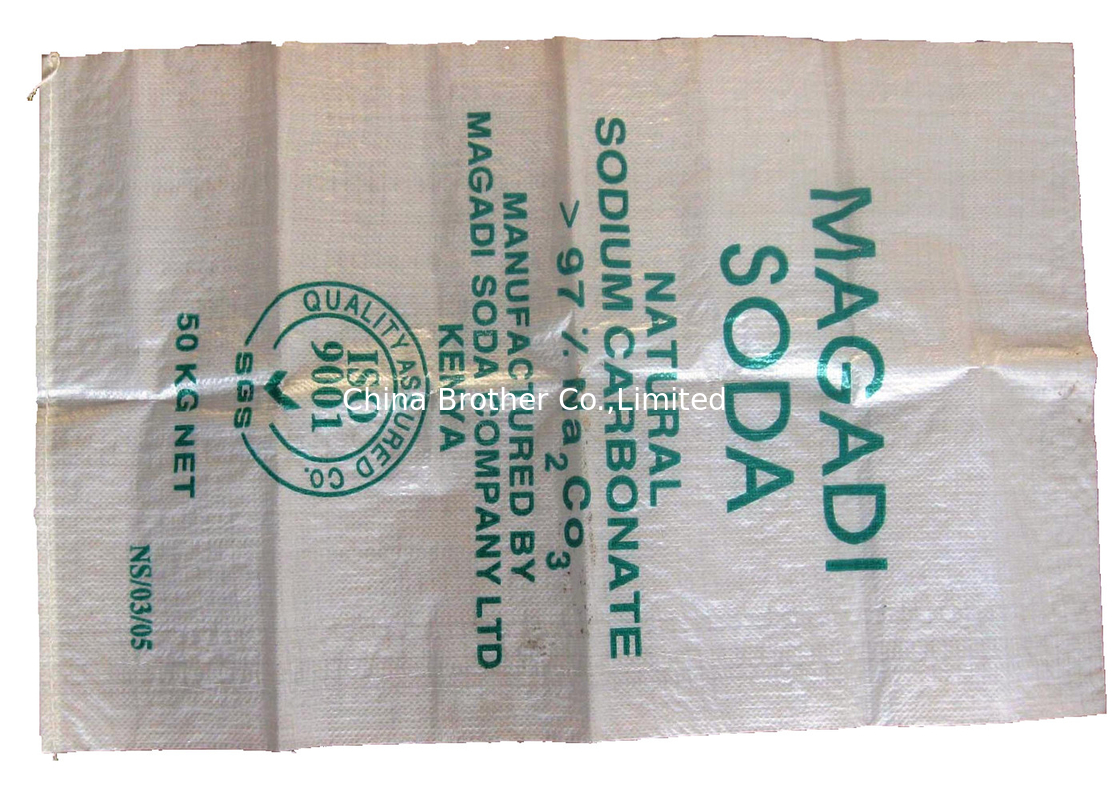 MAGADI
SODA
NATURAL
SODIUM CARBONATE
>97% Na2CO3
MANUFACTURED BY
MAGADI SODA COMPANY LTD
KENYA
QUALITY ASSURED CO.
ISO
9001
SGS
50 KG NET
NS/03/05
China Brother Co.,Limited